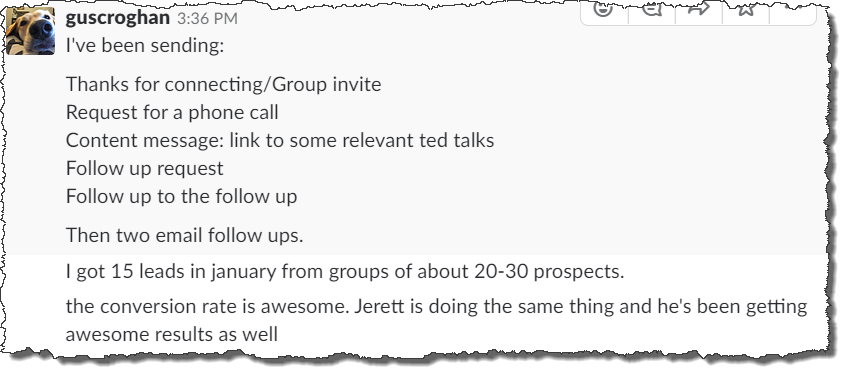 guscroghan 3:36 PM
I've been sending:
Thanks for connecting/Group invite
Request for a phone call
Content message: link to some relevant ted talks
Follow up request
Follow up to the follow up
Then two email follow ups.
I got 15 leads in january from groups of about 20-30 prospects.
the conversion rate is awesome. Jerett is doing the same thing and he's been getting
awesome results as well